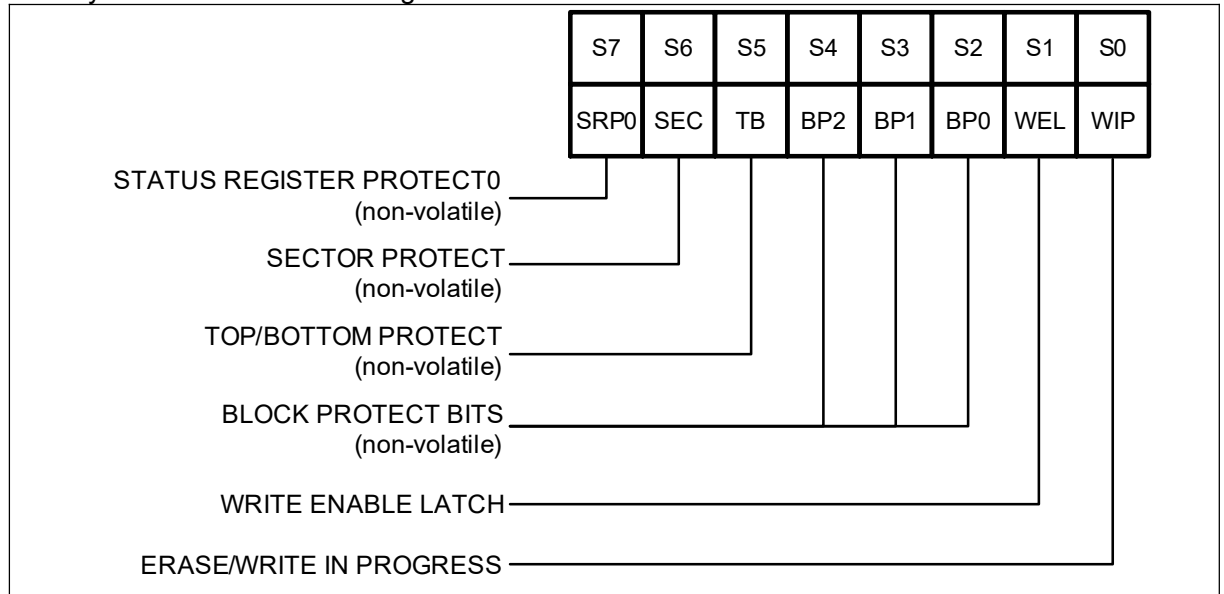 S7 S6 S5 S4 S3 S2 S1 S0
SRP0 SEC TB BP2 BP1 BP0 WEL WIP
STATUS REGISTER PROTECT0
(non-volatile)
SECTOR PROTECT
(non-volatile)
TOP/BOTTOM PROTECT
(non-volatile)
BLOCK PROTECT BITS
(non-volatile)
WRITE ENABLE LATCH
ERASE/WRITE IN PROGRESS